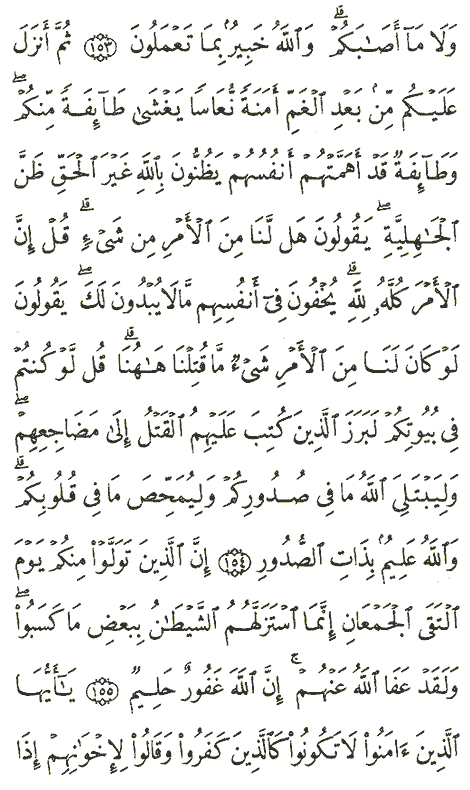 وَلَا مَآ أَصَـٰبَكُمْ ۗ وَٱللَّهُ خَبِيرٌۢ بِمَا تَعْمَلُونَ ١٥٣ ثُمَّ أَنزَلَ
عَلَيْكُم مِّنۢ بَعْدِ ٱلْغَمِّ أَمَنَةً نُّعَاسًا يَغْشَىٰ طَآئِفَةً مِّنكُمْ ۖ
وَطَآئِفَةٌ قَدْ أَهَمَّتْهُمْ أَنفُسُهُمْ يَظُنُّونَ بِٱللَّهِ غَيْرَ ٱلْحَقِّ ظَنَّ
ٱلْجَـٰهِلِيَّةِ ۖ يَقُولُونَ هَل لَّنَا مِنَ ٱلْأَمْرِ مِن شَىْءٍ ۗ قُلْ إِنَّ
ٱلْأَمْرَ كُلَّهُۥ لِلَّهِ ۗ يُخْفُونَ فِىٓ أَنفُسِهِم مَّا لَا يُبْدُونَ لَكَ ۖ يَقُولُونَ
لَوْ كَانَ لَنَا مِنَ ٱلْأَمْرِ شَىْءٌ مَّا قُتِلْنَا هَـٰهُنَا ۗ قُل لَّوْ كُنتُمْ
فِى بُيُوتِكُمْ لَبَرَزَ ٱلَّذِينَ كُتِبَ عَلَيْهِمُ ٱلْقَتْلُ إِلَىٰ مَضَاجِعِهِمْ ۖ
وَلِيَبْتَلِىَ ٱللَّهُ مَا فِى صُدُورِكُمْ وَلِيُمَحِّصَ مَا فِى قُلُوبِكُمْ ۗ
وَٱللَّهُ عَلِيمٌۢ بِذَاتِ ٱلصُّدُورِ ١٥٤ إِنَّ ٱلَّذِينَ تَوَلَّوْا۟ مِنكُمْ يَوْمَ
ٱلْتَقَى ٱلْجَمْعَانِ إِنَّمَا ٱسْتَزَلَّهُمُ ٱلشَّيْطَـٰنُ بِبَعْضِ مَا كَسَبُوا۟ ۖ
وَلَقَدْ عَفَا ٱللَّهُ عَنْهُمْ ۗ إِنَّ ٱللَّهَ غَفُورٌ حَلِيمٌ ١٥٥ يَـٰٓأَيُّهَا
ٱلَّذِينَ ءَامَنُوا۟ لَا تَكُونُوا۟ كَٱلَّذِينَ كَفَرُوا۟ وَقَالُوا۟ لِإِخْوَٰنِهِمْ إِذَا